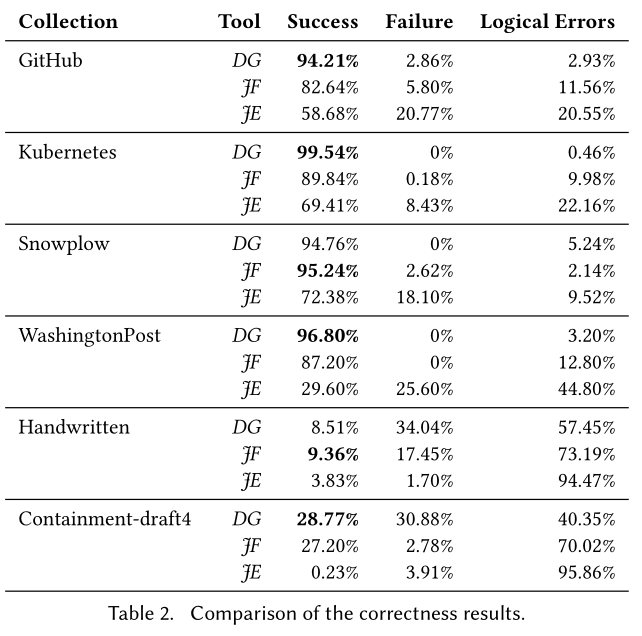 Collection Tool Success Failure Logical Errors
GitHub DG 94.21% 2.86% 2.93%
JF 82.64% 5.80% 11.56%
JE 58.68% 20.77% 20.55%
Kubernetes DG 99.54% 0% 0.46%
JF 89.84% 0.18% 9.98%
JE 69.41% 8.43% 22.16%
Snowplow DG 94.76% 0% 5.24%
JF 95.24% 2.62% 2.14%
JE 72.38% 18.10% 9.52%
WashingtonPost DG 96.80% 0% 3.20%
JF 87.20% 0% 12.80%
JE 29.60% 25.60% 44.80%
Handwritten DG 8.51% 34.04% 57.45%
JF 9.36% 17.45% 73.19%
JE 3.83% 1.70% 94.47%
Containment-draft4 DG 28.77% 30.88% 40.35%
JF 27.20% 2.78% 70.02%
JE 0.23% 3.91% 95.86%
Table 2. Comparison of the correctness results.